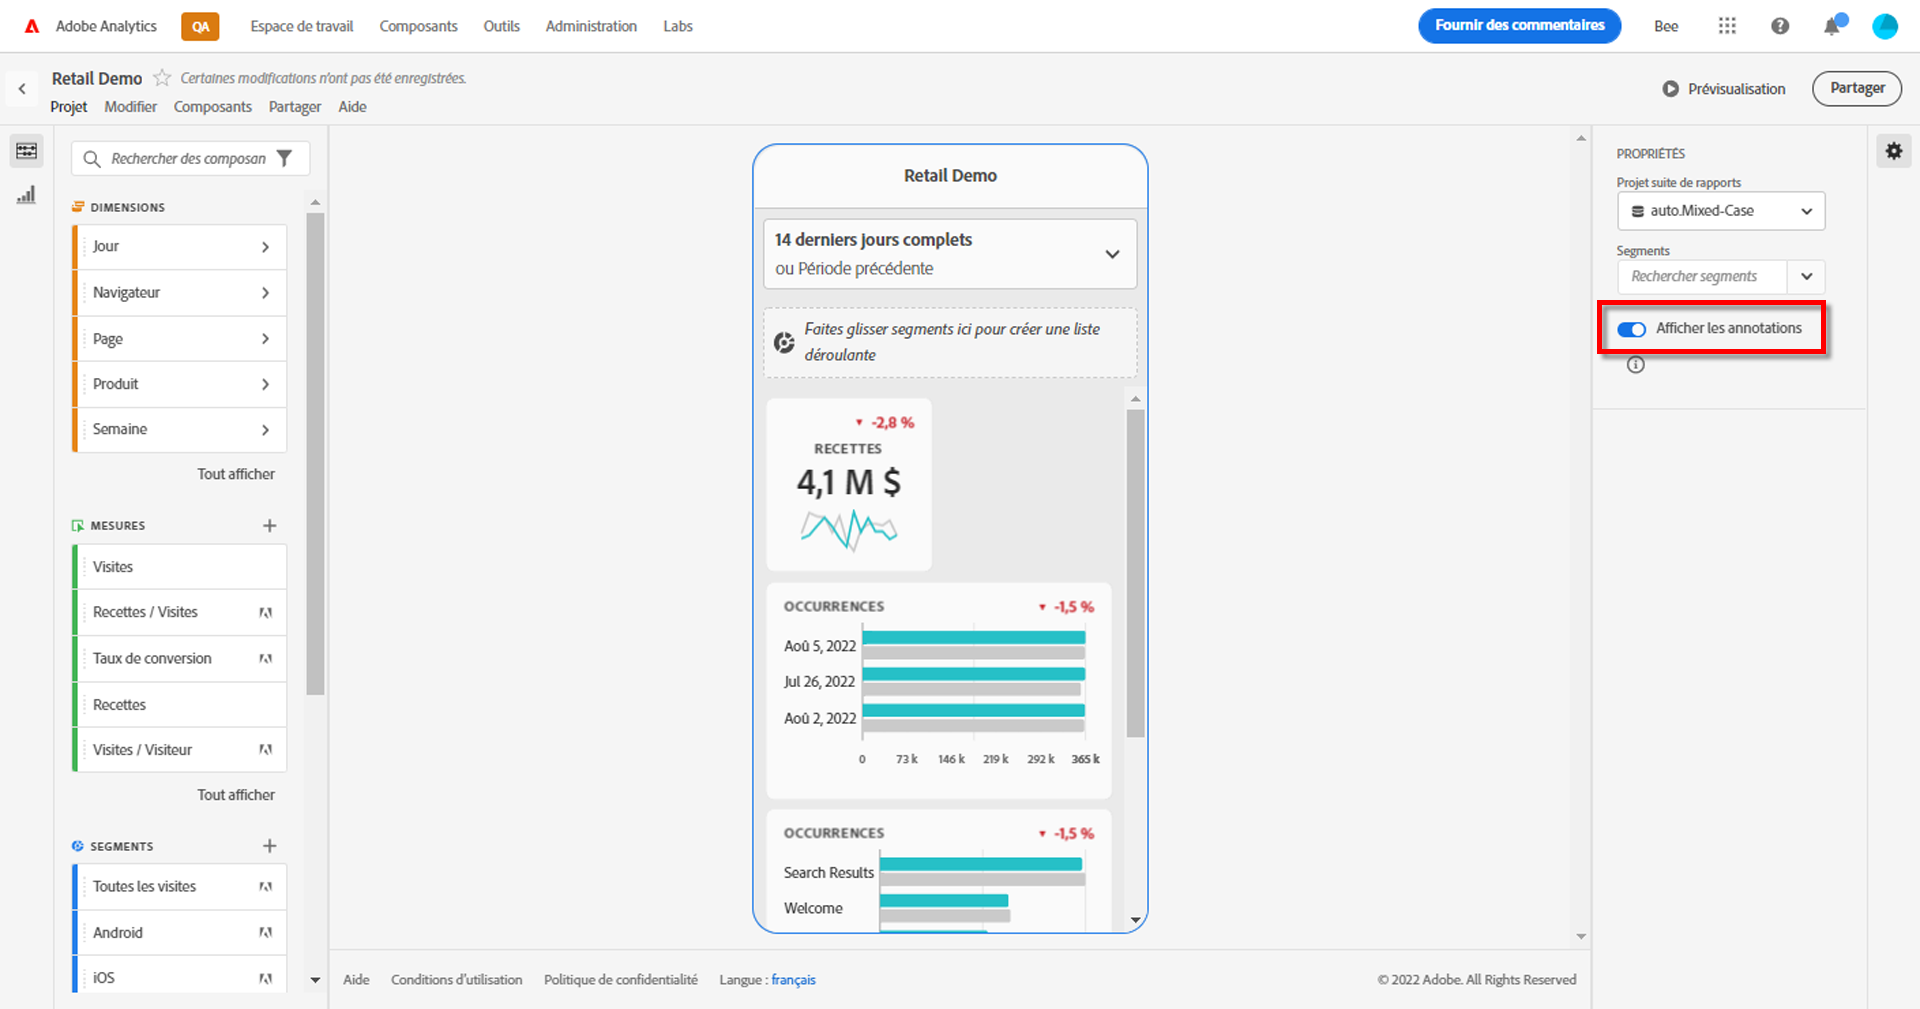 Adobe Analytics
QA
Espace de travail
Composants
Outils
Administration
Labs
Fournir des commentaires
Bee
Retail Demo
Certaines modifications n'ont pas été enregistrées.
Projet
Modifier
Composants
Partager
Aide
Prévisualisation
Partager
Rechercher des composan
DIMENSIONS
Jour
Navigateur
Page
Produit
Semaine
Tout afficher
MESURES
Visites
Recettes / Visites
Taux de conversion
Recettes
Visites / Visiteur
Tout afficher
SEGMENTS
Toutes les visites
Android
iOS
Retail Demo
14 derniers jours complets
ou Période précédente
Faites glisser segments ici pour créer une liste
déroulante
-2,8 %
RECETTES
4,1 M $
OCCURRENCES
-1,5 %
Aoû 5, 2022
Jul 26, 2022
Aoû 2, 2022
0 73 k 146 k 219 k 292 k 365 k
OCCURRENCES
-1,5 %
Search Results
Welcome
PROPRIÉTÉS
Projet suite de rapports
auto.Mixed-Case
Segments
Rechercher segments
Afficher les annotations
Aide
Conditions d'utilisation
Politique de confidentialité
Langue : français
© 2022 Adobe. All Rights Reserved